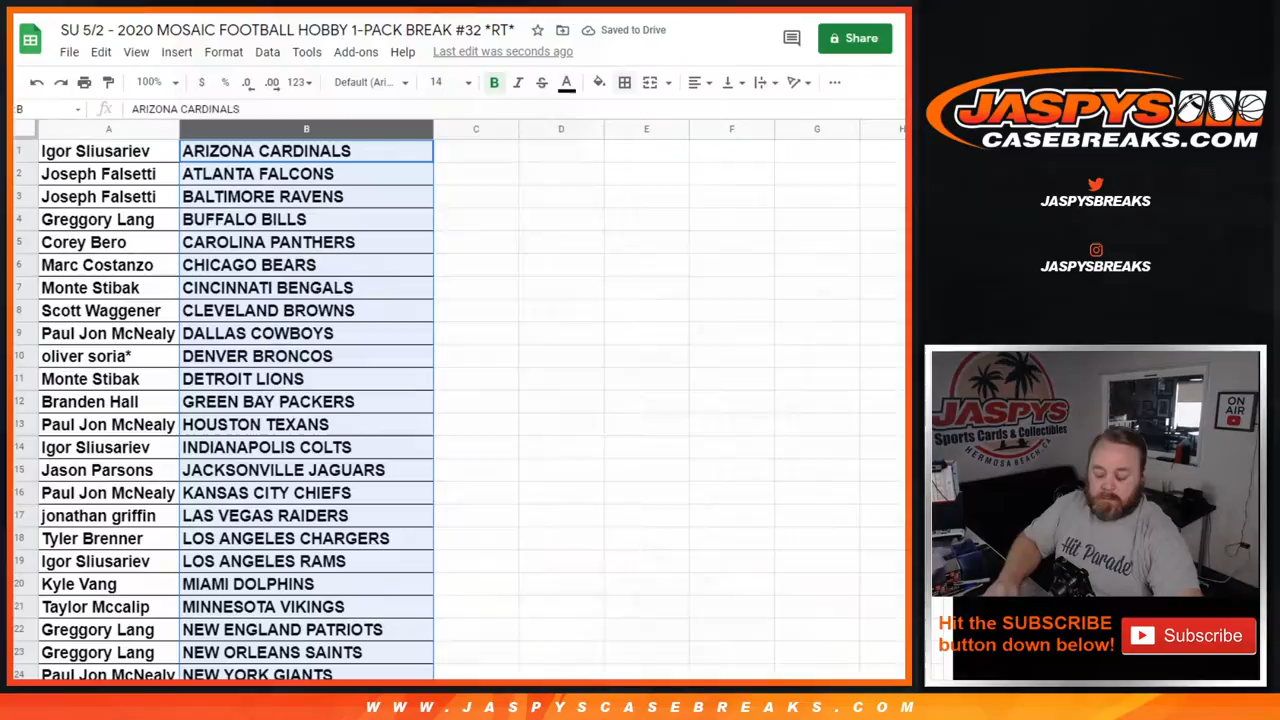 SU 5/2 - 2020 MOSAIC FOOTBALL HOBBY 1-PACK BREAK #32 *RT*
Saved to Drive
Share
File Edit View Insert Format Data Tools Add-ons Help Last edit was seconds ago
100% $ % .0 .00 123 Default (Ari... 14 B I S A
:B fx ARIZONA CARDINALS
A B C D E F G H
1 Igor Sliusariev ARIZONA CARDINALS
2 Joseph Falsetti ATLANTA FALCONS
3 Joseph Falsetti BALTIMORE RAVENS
4 Greggory Lang BUFFALO BILLS
5 Corey Bero CAROLINA PANTHERS
6 Marc Costanzo CHICAGO BEARS
7 Monte Stibak CINCINNATI BENGALS
8 Scott Waggener CLEVELAND BROWNS
9 Paul Jon McNealy DALLAS COWBOYS
10 oliver soria* DENVER BRONCOS
11 Monte Stibak DETROIT LIONS
12 Branden Hall GREEN BAY PACKERS
13 Paul Jon McNealy HOUSTON TEXANS
14 Igor Sliusariev INDIANAPOLIS COLTS
15 Jason Parsons JACKSONVILLE JAGUARS
16 Paul Jon McNealy KANSAS CITY CHIEFS
17 jonathan griffin LAS VEGAS RAIDERS
18 Tyler Brenner LOS ANGELES CHARGERS
19 Igor Sliusariev LOS ANGELES RAMS
20 Kyle Vang MIAMI DOLPHINS
21 Taylor Mccalip MINNESOTA VIKINGS
22 Greggory Lang NEW ENGLAND PATRIOTS
23 Greggory Lang NEW ORLEANS SAINTS
24 Paul Jon McNealy NEW YORK GIANTS
JASPYS
CASEBREAKS.COM
JASPYSBREAKS
JASPYSBREAKS
JASPYS
Sports Cards & Collectibles
HERMOSA BEACH, CA
ON
AIR
Hit Parade
Hit the SUBSCRIBE
button down below!
Subscribe
WWW.JASPYSCASEBREAKS.COM